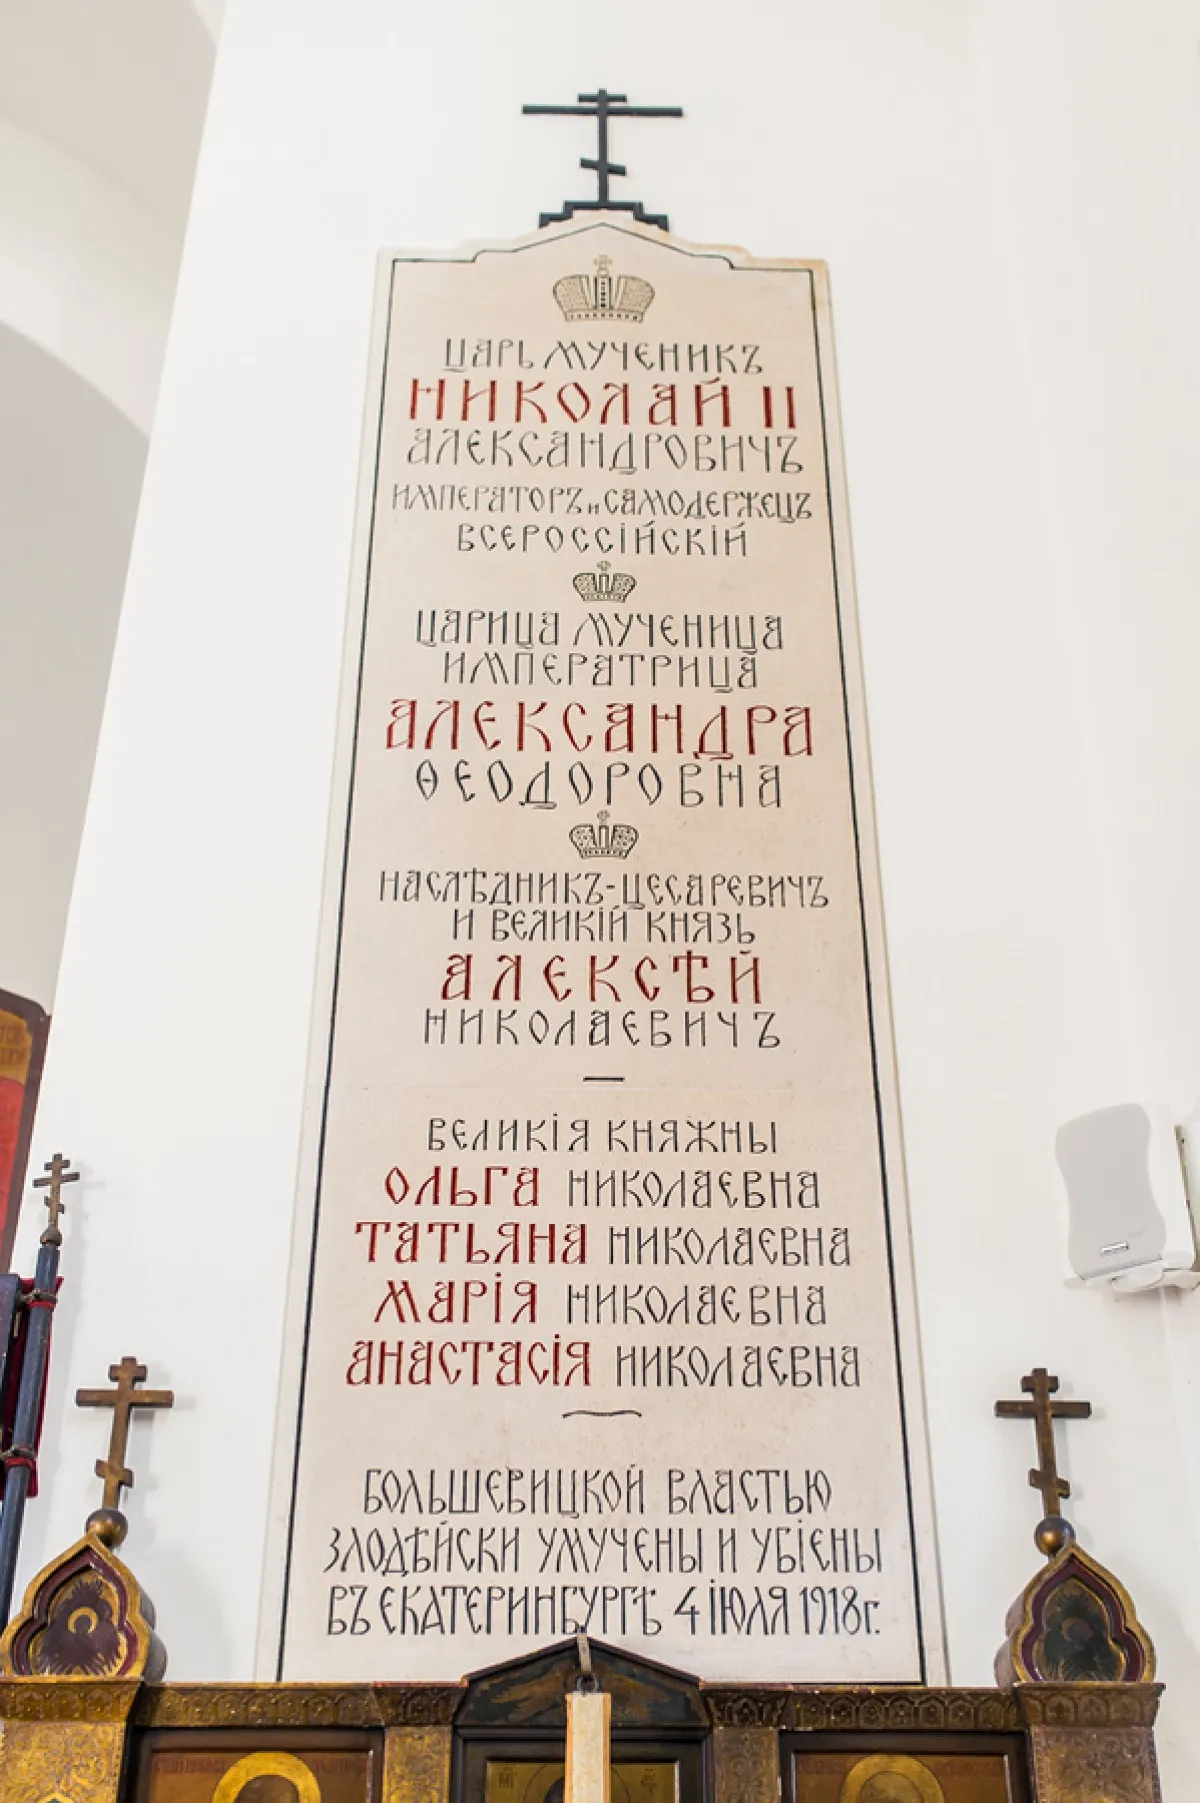 ЦАРЬ МУЧЕНИКЪ
НИКОЛАЙ II
АЛЕКСАНДРОВИЧЪ
ИМПЕРАТОРЪ и САМОДЕРЖЕЦЪ
ВСЕРОССІЙСКІЙ
ЦАРИЦА МУЧЕНИЦА
ИМПЕРАТРИЦА
АЛЕКСАНДРА
ѲЕОДОРОВНА
НАСЛѢДНИКЪ-ЦЕСАРЕВИЧЪ
И ВЕЛИКІЙ КНЯЗЬ
АЛЕКСѢЙ
НИКОЛАЕВИЧЪ
ВЕЛИКІЯ КНЯЖНЫ
ОЛЬГА НИКОЛАЕВНА
ТАТЬЯНА НИКОЛАЕВНА
МАРІЯ НИКОЛАЕВНА
АНАСТАСІЯ НИКОЛАЕВНА
БОЛЬШЕВИЦКОЙ ВЛАСТЬЮ
ЗЛОДѢЙСКИ УМУЧЕНЫ И УБІЕНЫ
ВЪ ЕКАТЕРИНБУРГѢ 4 ІЮЛЯ 1918г.